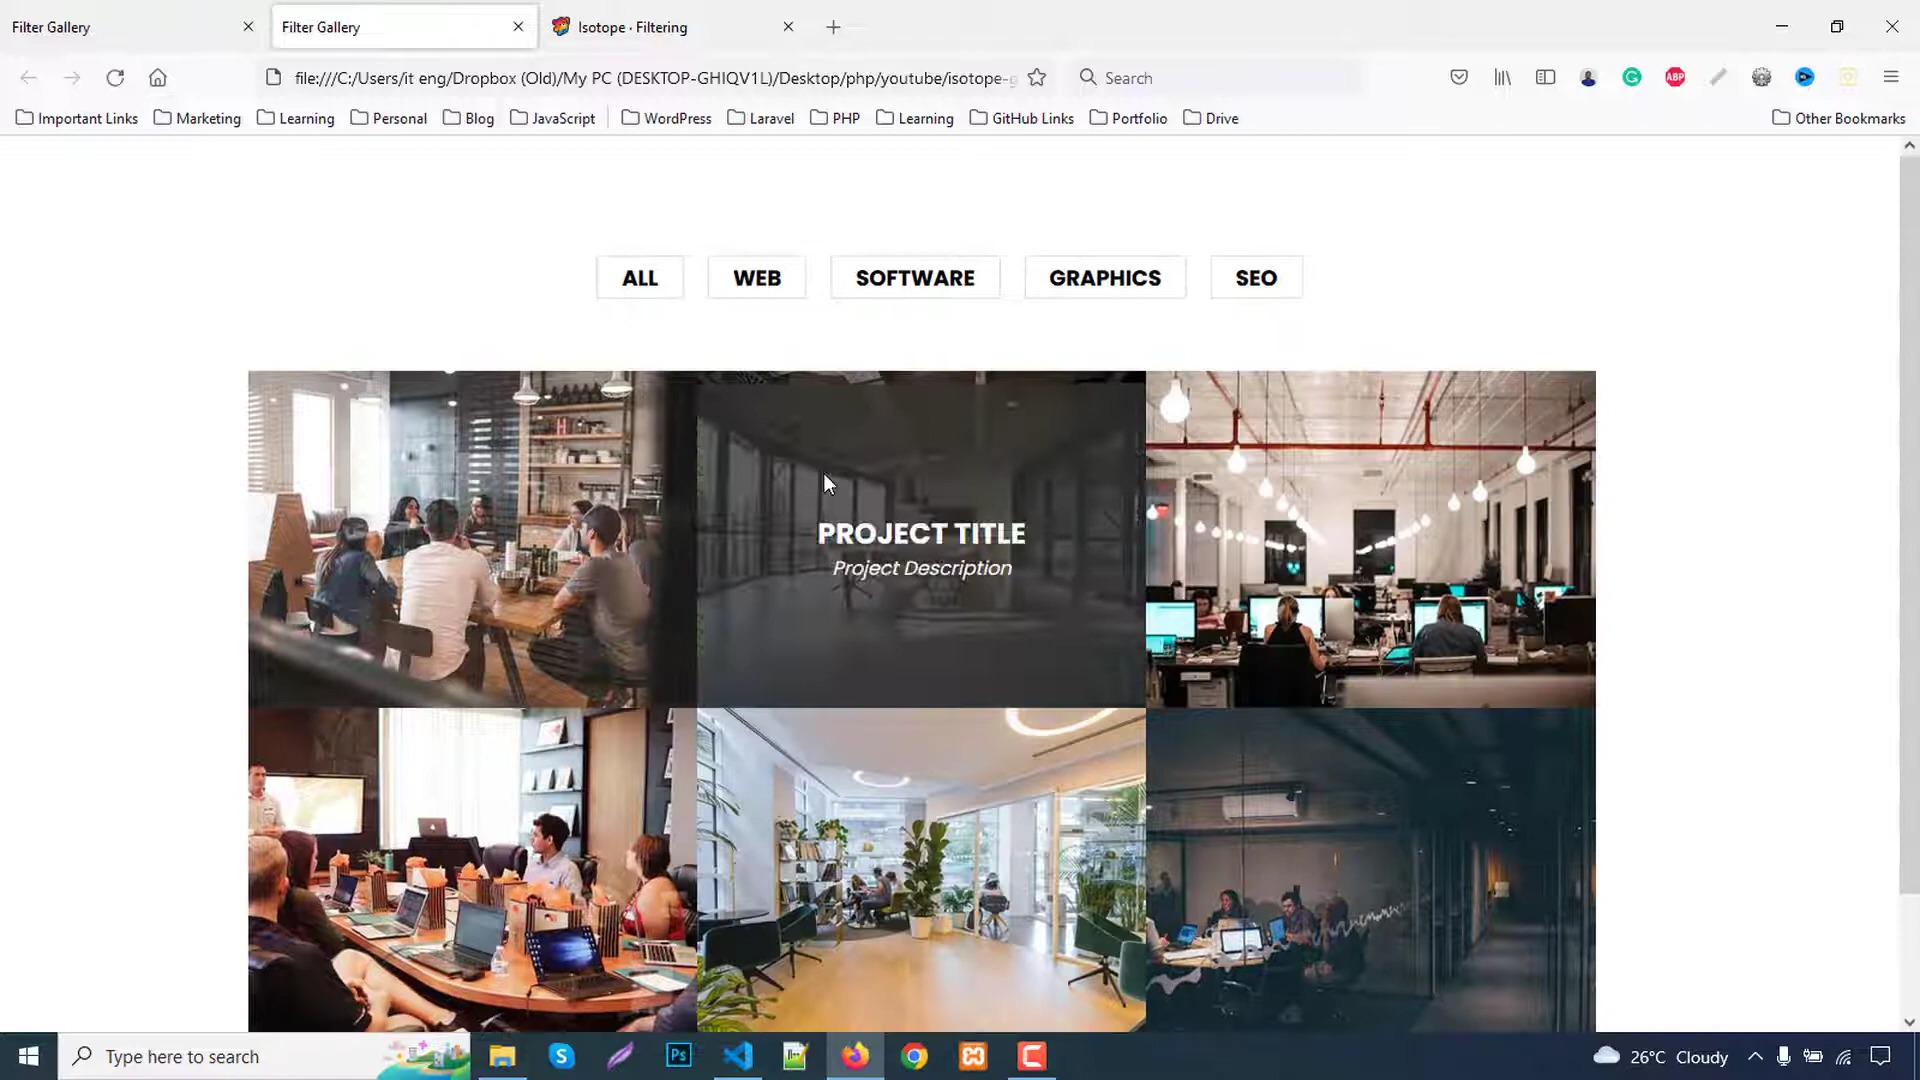 Filter Gallery
Filter Gallery
Isotope · Filtering
file:///C:/Users/it eng/Dropbox (Old)/My PC (DESKTOP-GHIQV1L)/Desktop/php/youtube/isotope-g
Search
ABP
Important Links
Marketing
Learning
Personal
Blog
JavaScript
WordPress
Laravel
PHP
Learning
GitHub Links
Portfolio
Drive
Other Bookmarks
ALL
WEB
SOFTWARE
GRAPHICS
SEO
PROJECT TITLE
Project Description
Type here to search
Ps
26°C Cloudy